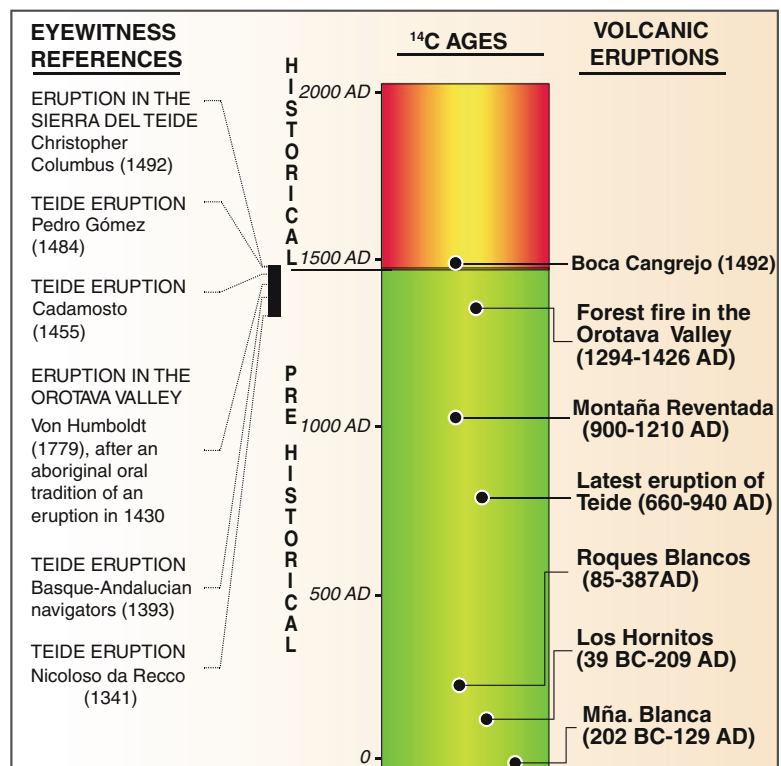 EYEWITNESS
REFERENCES
ERUPTION IN THE
SIERRA DEL TEIDE
Christopher
Columbus (1492)
TEIDE ERUPTION
Pedro Gómez
(1484)
TEIDE ERUPTION
Cadamosto
(1455)
ERUPTION IN THE
OROTAVA VALLEY
Von Humboldt
(1779), after an
aboriginal oral
tradition of an
eruption in 1430
TEIDE ERUPTION
Basque-Andalucian
navigators (1393)
TEIDE ERUPTION
Nicoloso da Recco
(1341)
HISTORICAL
PRE HISTORICAL
¹⁴C AGES
2000 AD
1500 AD
1000 AD
500 AD
0
VOLCANIC
ERUPTIONS
Boca Cangrejo (1492)
Forest fire in the
Orotava Valley
(1294-1426 AD)
Montaña Reventada
(900-1210 AD)
Latest eruption of
Teide (660-940 AD)
Roques Blancos
(85-387AD)
Los Hornitos
(39 BC-209 AD)
Mña. Blanca
(202 BC-129 AD)